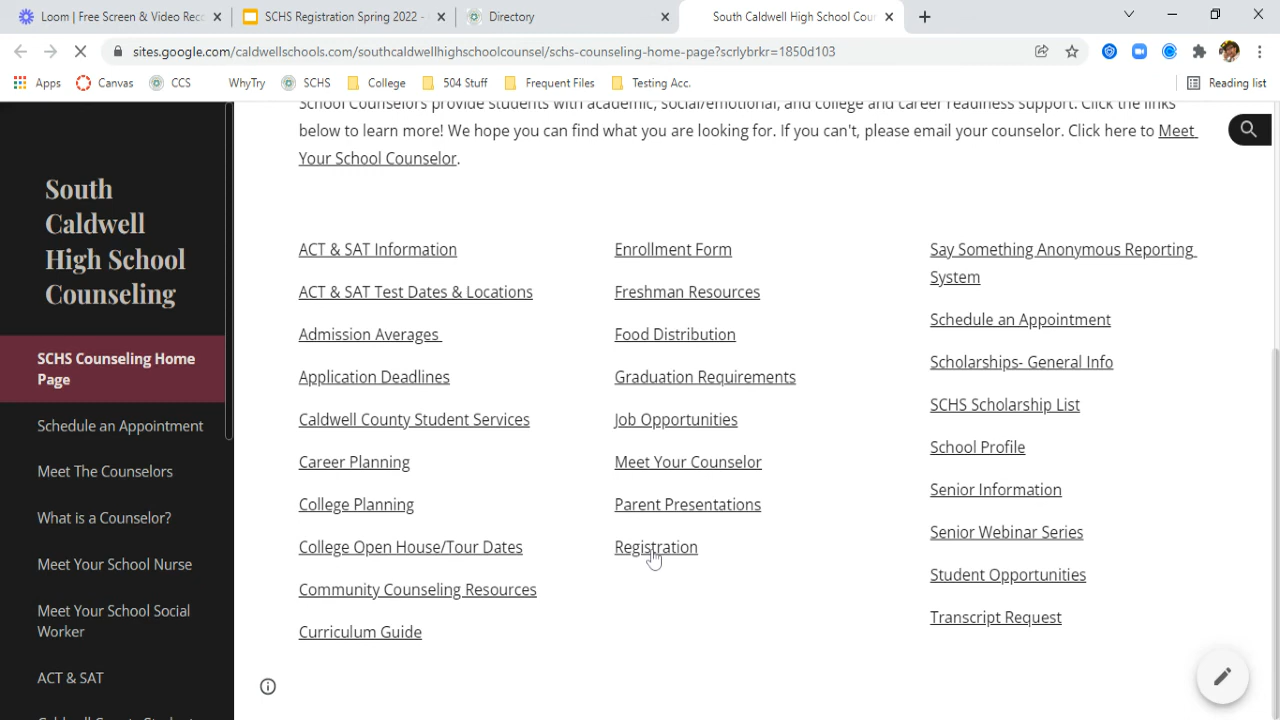 Loom | Free Screen & Video Rec
SCHS Registration Spring 2022 -
Directory
South Caldwell High School Coun
sites.google.com/caldwellschools.com/southcaldwellhighschoolcounsel/schs-counseling-home-page?scrlybrkr=1850d103
Apps
Canvas
CCS
WhyTry
SCHS
College
504 Stuff
Frequent Files
Testing Acc.
Reading list
South
Caldwell
High School
Counseling
SCHS Counseling Home
Page
Schedule an Appointment
Meet The Counselors
What is a Counselor?
Meet Your School Nurse
Meet Your School Social
Worker
ACT & SAT
Caldwell County Student
School Counselors provide students with academic, social/emotional, and college and career readiness support. Click the links
below to learn more! We hope you can find what you are looking for. If you can't, please email your counselor. Click here to Meet
Your School Counselor.
ACT & SAT Information
ACT & SAT Test Dates & Locations
Admission Averages
Application Deadlines
Caldwell County Student Services
Career Planning
College Planning
College Open House/Tour Dates
Community Counseling Resources
Curriculum Guide
Enrollment Form
Freshman Resources
Food Distribution
Graduation Requirements
Job Opportunities
Meet Your Counselor
Parent Presentations
Registration
Say Something Anonymous Reporting
System
Schedule an Appointment
Scholarships- General Info
SCHS Scholarship List
School Profile
Senior Information
Senior Webinar Series
Student Opportunities
Transcript Request